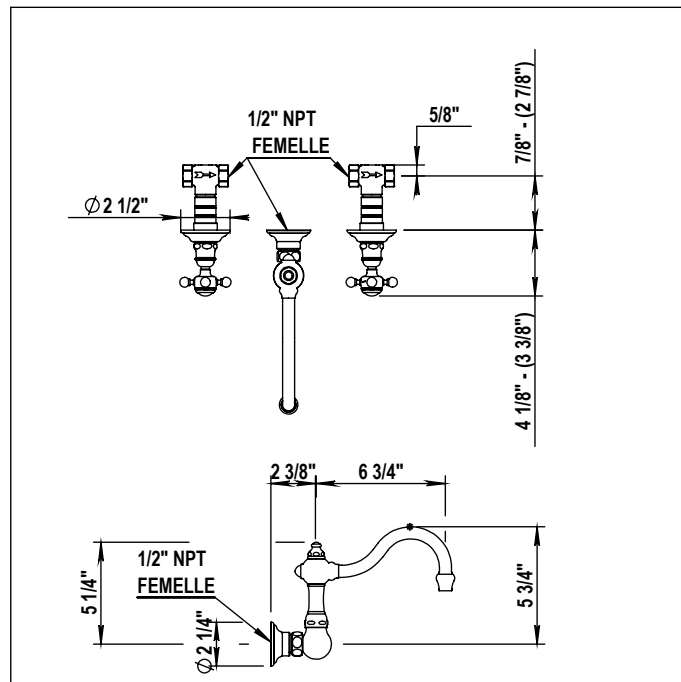 1/2" NPT
FEMELLE
5/8"
7/8" - (2 7/8")
Ø 2 1/2"
4 1/8" - (3 3/8")
2 3/8"
6 3/4"
1/2" NPT
FEMELLE
5 1/4"
Ø 2 1/4"
5 3/4"